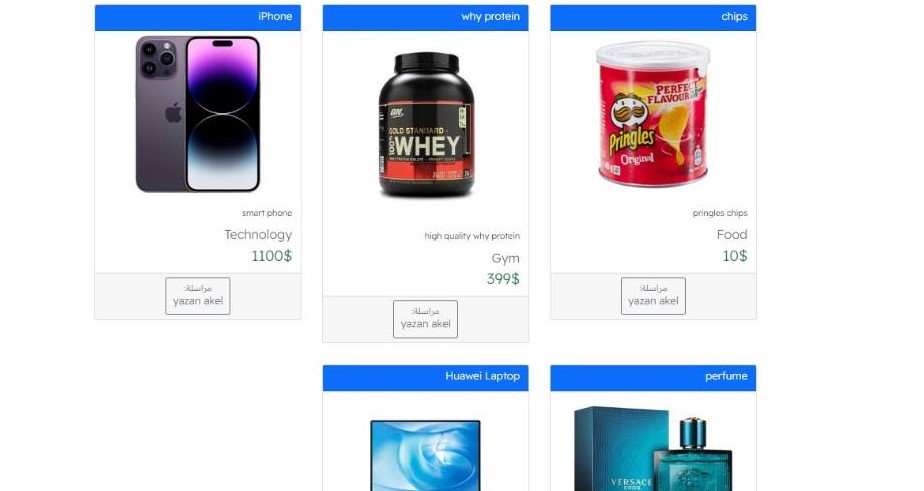 iPhone
smart phone
Technology
1100$
مراسلة:
yazan akel
why protein
ON
GOLD STANDARD
100% WHEY
high quality why protein
Gym
399$
مراسلة:
yazan akel
chips
PERFECT
FLAVOUR
Pringles
Original
pringles chips
Food
10$
مراسلة:
yazan akel
Huawei Laptop
perfume
VERSACE
EROS